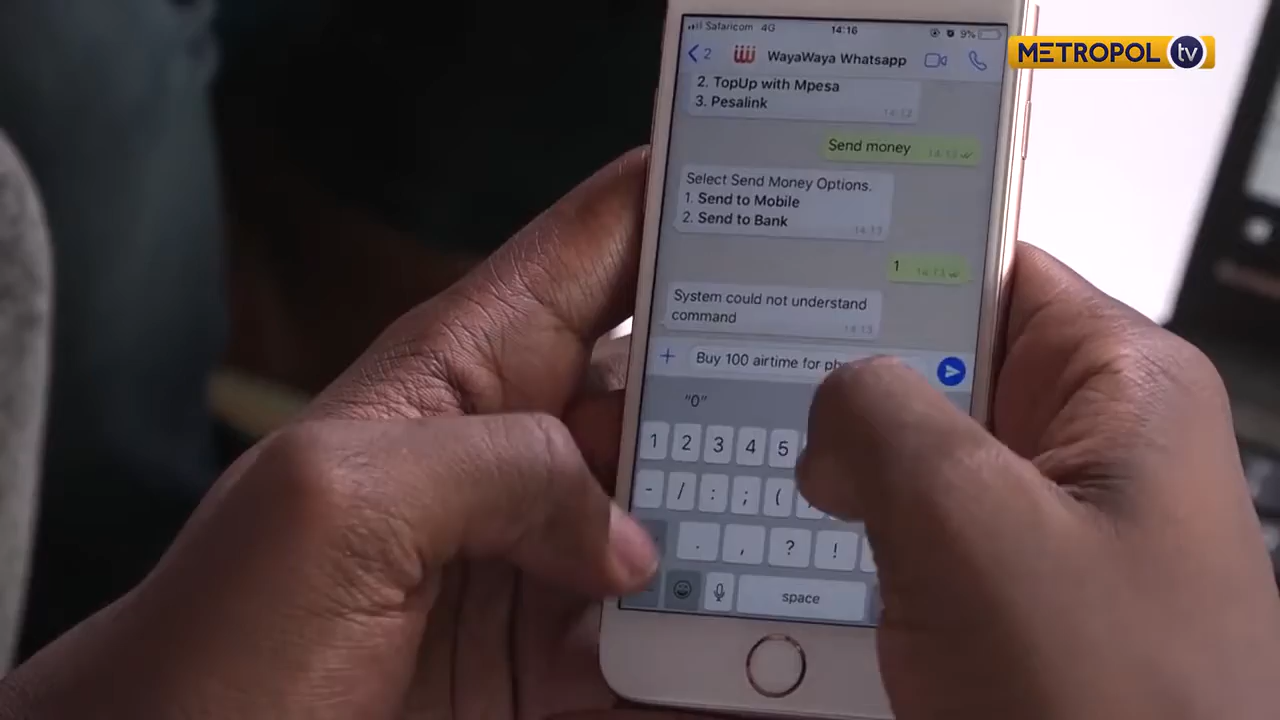 METROPOL tv
Safaricom 4G 14:16 9%
2 WayaWaya Whatsapp
2. TopUp with Mpesa
3. Pesalink
14:12
Send money 14:13
Select Send Money Options.
1. Send to Mobile
2. Send to Bank
14:13
1 14:13
System could not understand
command
14:13
Buy 100 airtime for
"0"
1 2 3 4 5
- / : ; (
. , ? !
space